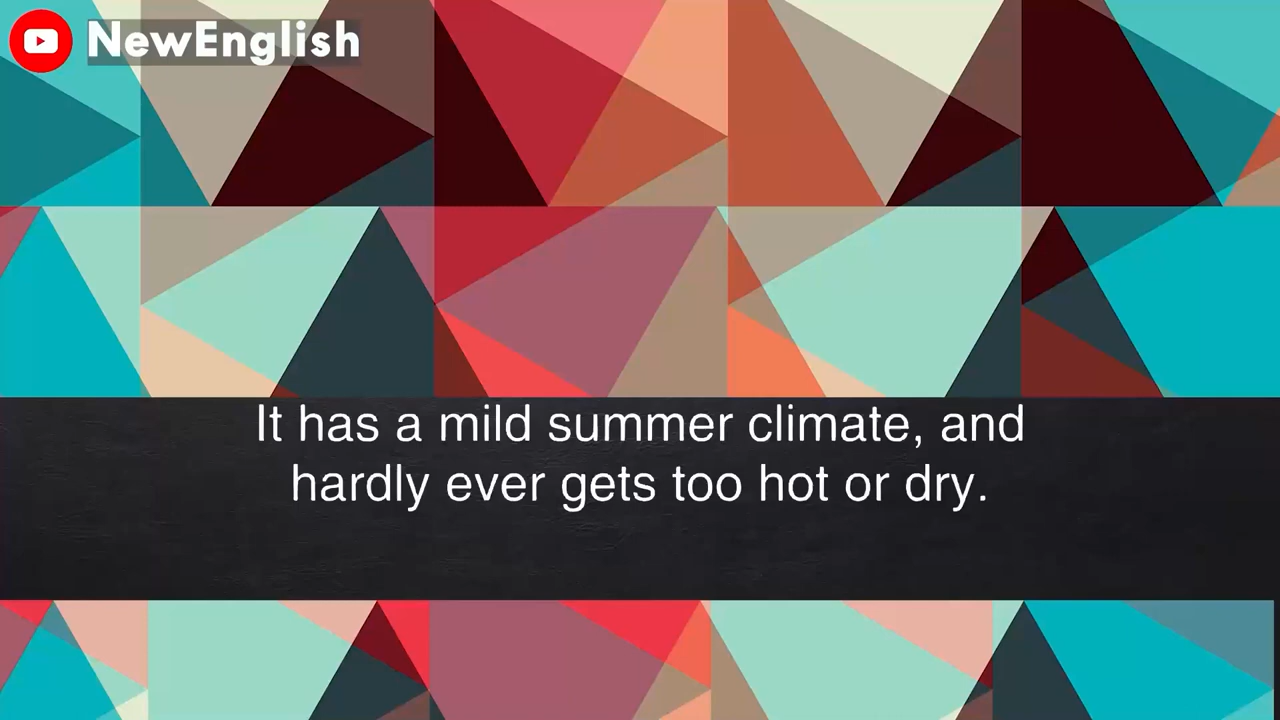 NewEnglish
It has a mild summer climate, and
hardly ever gets too hot or dry.